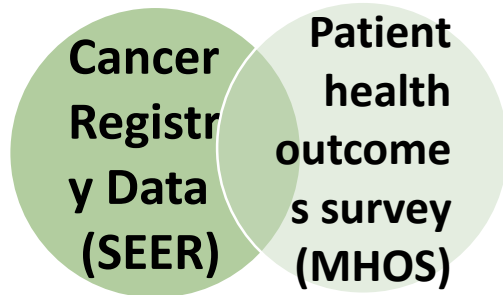 Cancer
Registr
y Data
(SEER)
Patient
health
outcome
s survey
(MHOS)